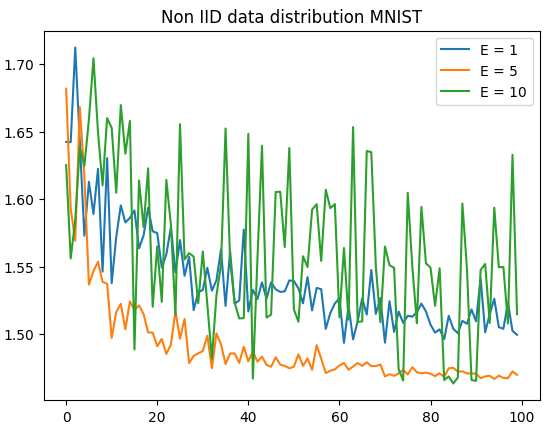 Non IID data distribution MNIST
E = 1
E = 5
E = 10
1.70
1.65
1.60
1.55
1.50
0
20
40
60
80
100